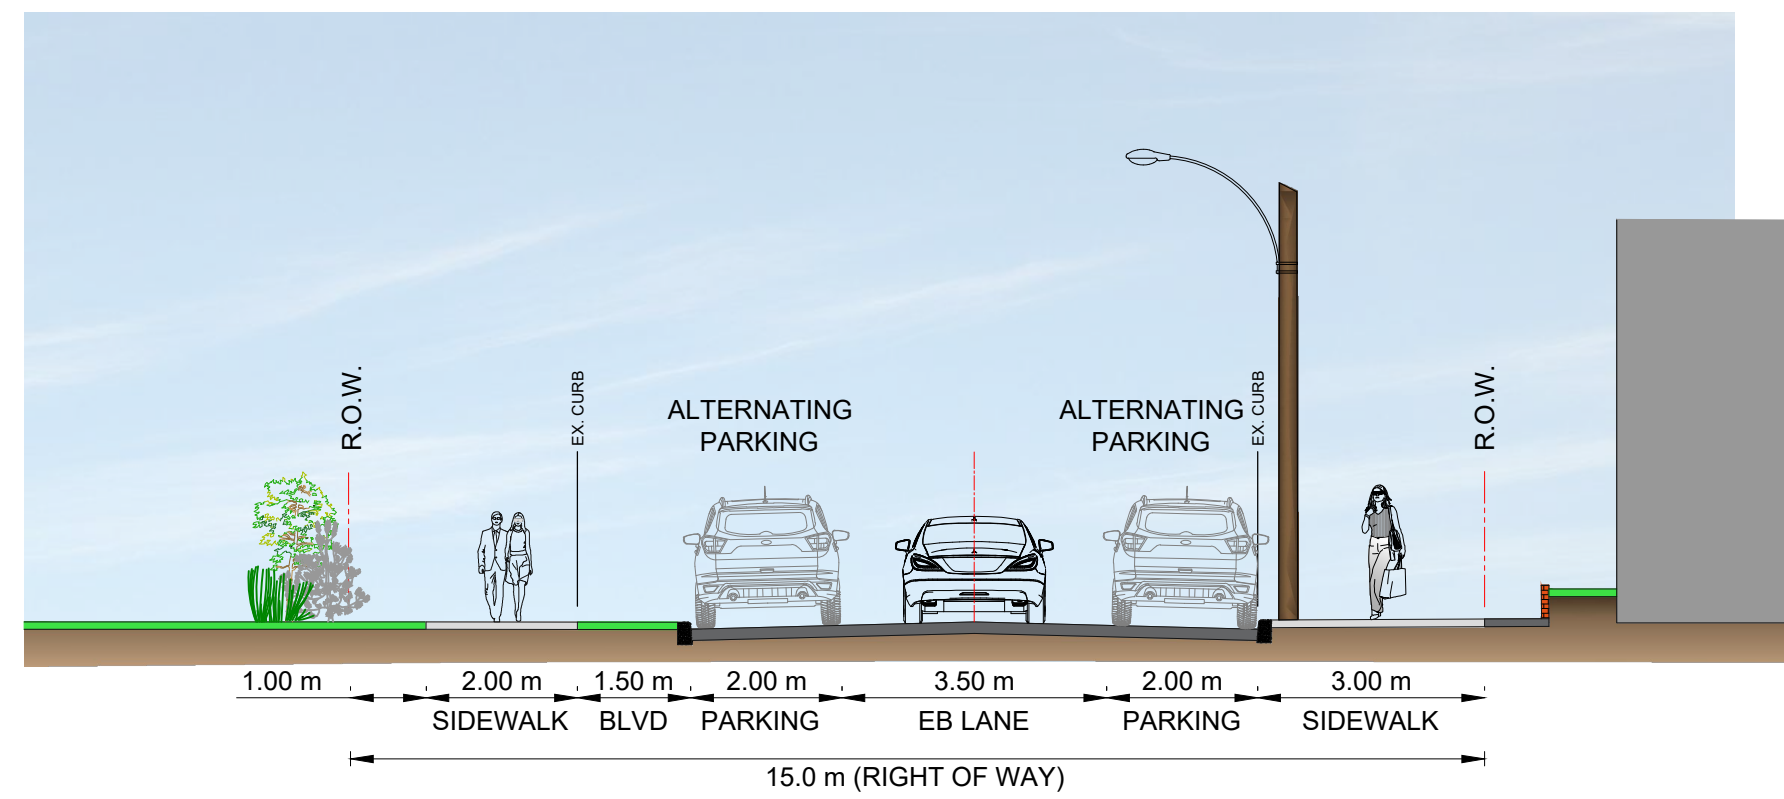 R.O.W.
EX. CURB
ALTERNATING
PARKING
ALTERNATING
PARKING
EX. CURB
R.O.W.
1.00 m
2.00 m
1.50 m
2.00 m
3.50 m
2.00 m
3.00 m
SIDEWALK
BLVD
PARKING
EB LANE
PARKING
SIDEWALK
15.0 m (RIGHT OF WAY)